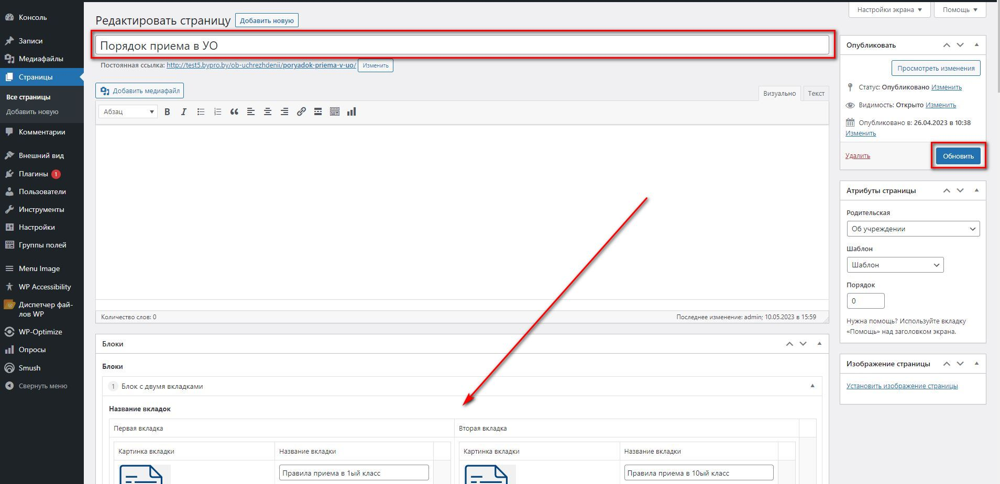 Консоль
Записи
Медиафайлы
Страницы
Все страницы
Добавить новую
Комментарии
Внешний вид
Плагины 1
Пользователи
Инструменты
Настройки
Группы полей
Menu Image
WP Accessibility
Диспетчер фай-
лов WP
WP-Optimize
Опросы
Smush
Свернуть меню
Настройки экрана
Помощь
Редактировать страницу
Добавить новую
Порядок приема в УО
Постоянная ссылка: http://test5.bypro.by/ob-uchrezhdenii/poryadok-priema-v-uo/ Изменить
Добавить медиафайл
Визуально
Текст
Абзац
B I
Количество слов: 0
Последнее изменение: admin; 10.05.2023 в 15:59
Блоки
Блоки
1 Блок с двумя вкладками
Название вкладок
Первая вкладка
Вторая вкладка
Картинка вкладки
Название вкладки
Картинка вкладки
Название вкладки
Правила приема в 1ый класс
Правила приема в 10ый класс
Опубликовать
Просмотреть изменения
Статус: Опубликовано Изменить
Видимость: Открыто Изменить
Опубликовано в: 26.04.2023 в 10:38
Изменить
Удалить
Обновить
Атрибуты страницы
Родительская
Об учреждении
Шаблон
Шаблон
Порядок
0
Нужна помощь? Используйте вкладку
«Помощь» над заголовком экрана.
Изображение страницы
Установить изображение страницы